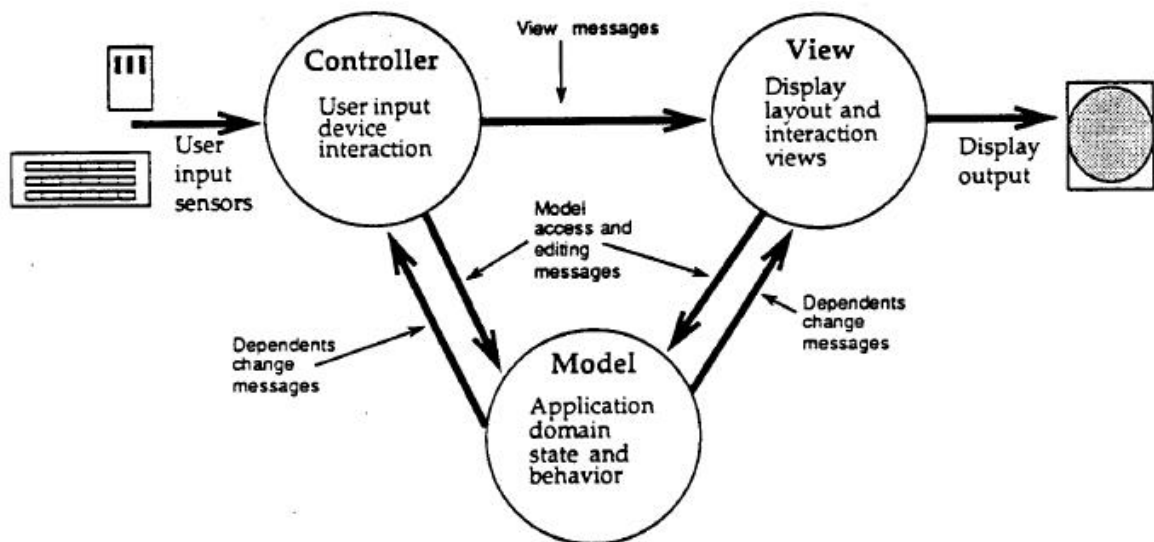 View messages
Controller
User input
device
interaction
View
Display
layout and
interaction
views
User
input
sensors
Display
output
Model
access and
editing
messages
Dependents
change
messages
Dependents
change
messages
Model
Application
domain
state and
behavior